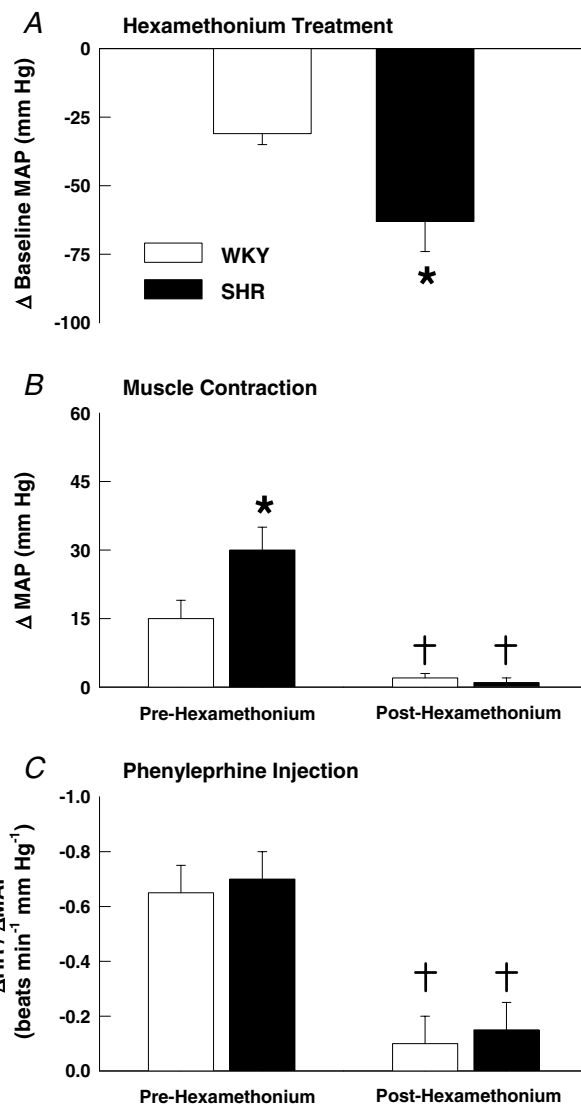 A Hexamethonium Treatment
0
-25
-50
-75
-100
Δ Baseline MAP (mm Hg)
WKY
SHR
*
B Muscle Contraction
60
45
30
15
0
Δ MAP (mm Hg)
*
† †
Pre-Hexamethonium Post-Hexamethonium
C Phenyleprhine Injection
-1.0
-0.8
-0.6
-0.4
-0.2
0.0
(beats min⁻¹ mm Hg⁻¹)
† †
Pre-Hexamethonium Post-Hexamethonium